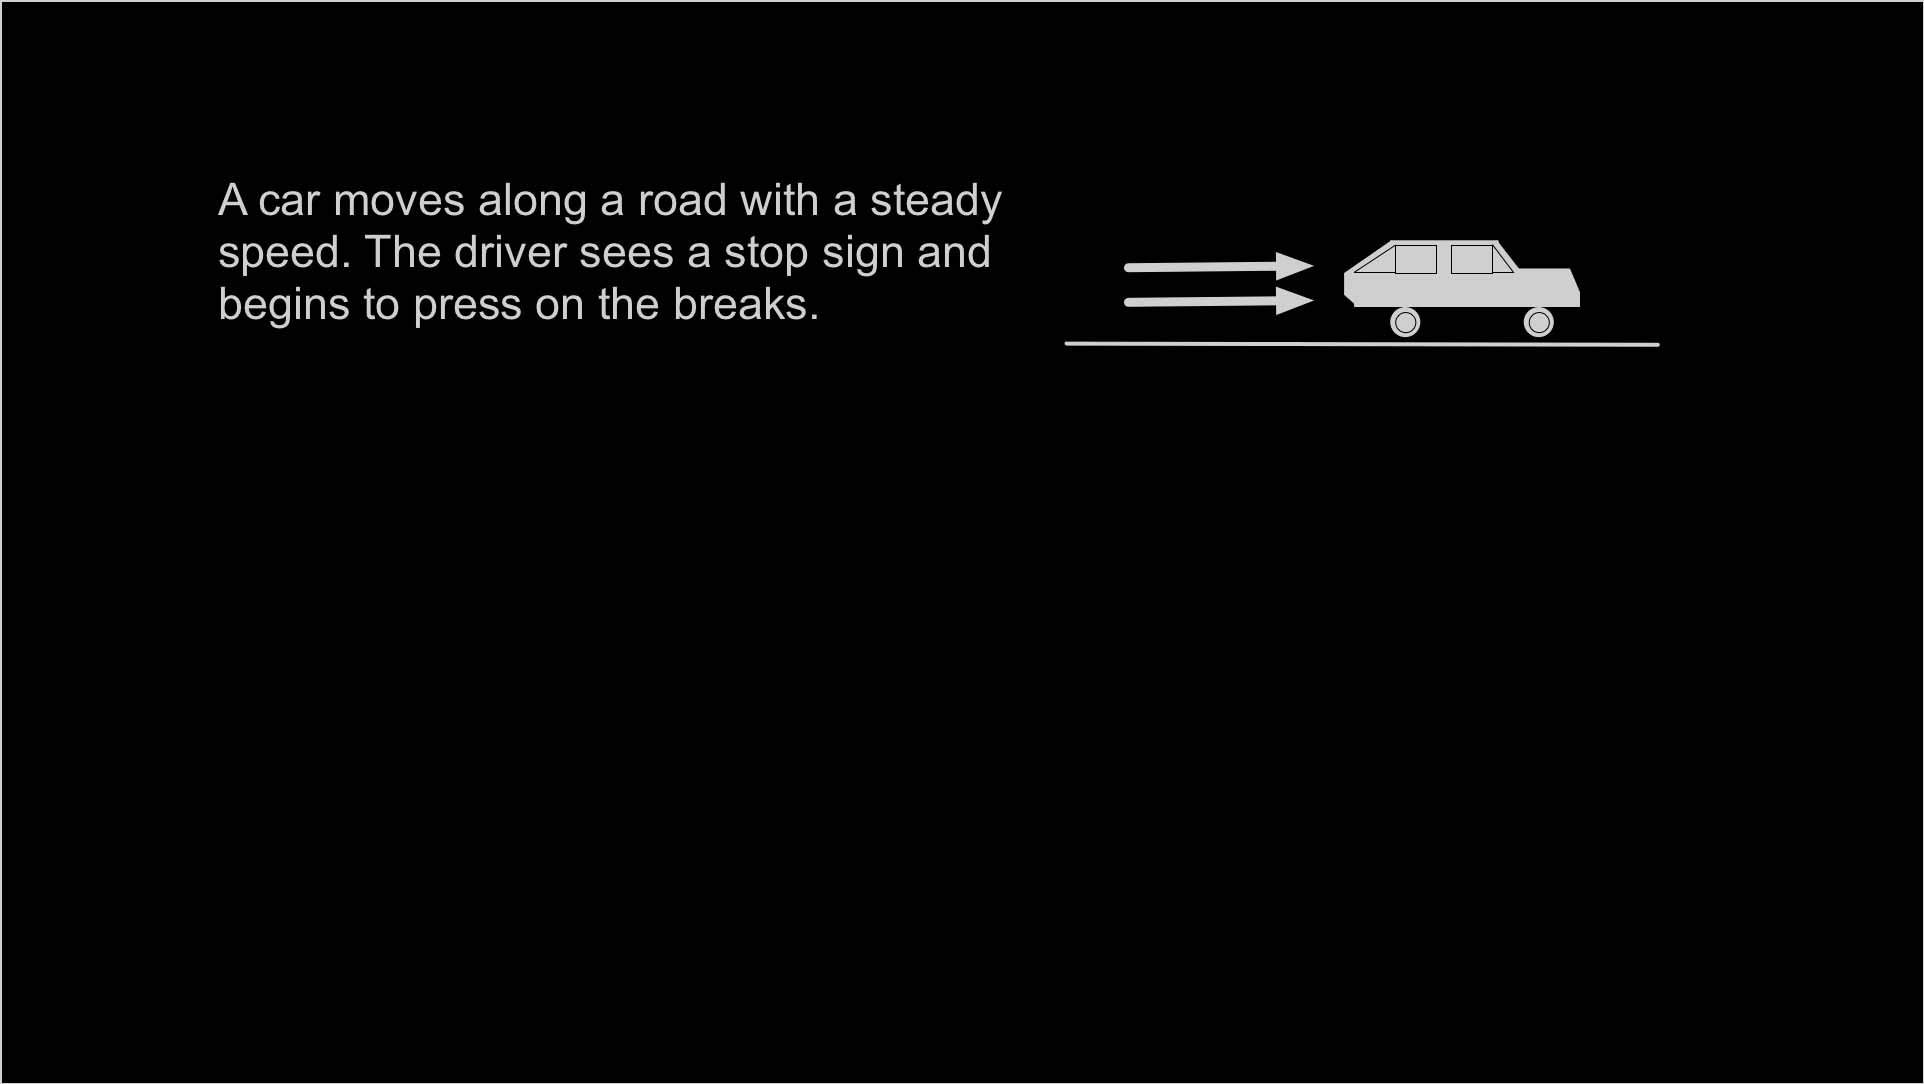 A car moves along a road with a steady
speed. The driver sees a stop sign and
begins to press on the breaks.